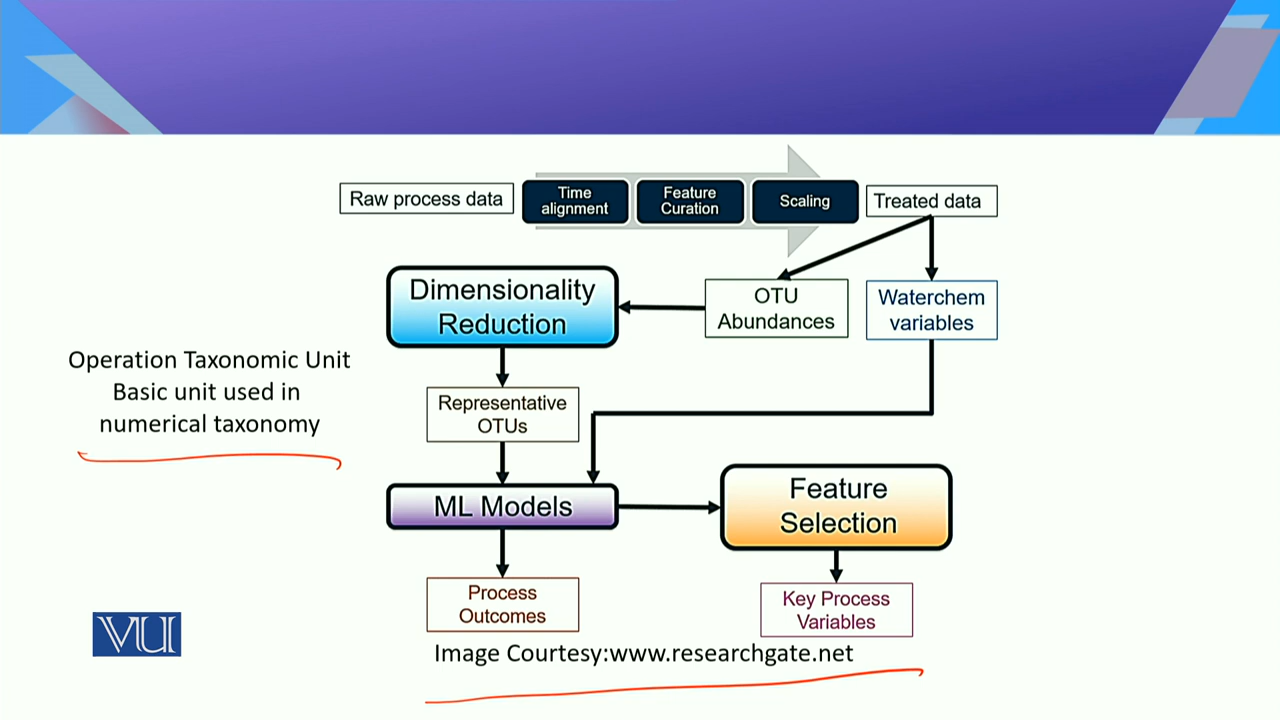 Raw process data
Time
alignment
Feature
Curation
Scaling
Treated data
Dimensionality
Reduction
OTU
Abundances
Waterchem
variables
Operation Taxonomic Unit
Basic unit used in
numerical taxonomy
Representative
OTUs
ML Models
Feature
Selection
Process
Outcomes
Key Process
Variables
VU
Image Courtesy:www.researchgate.net